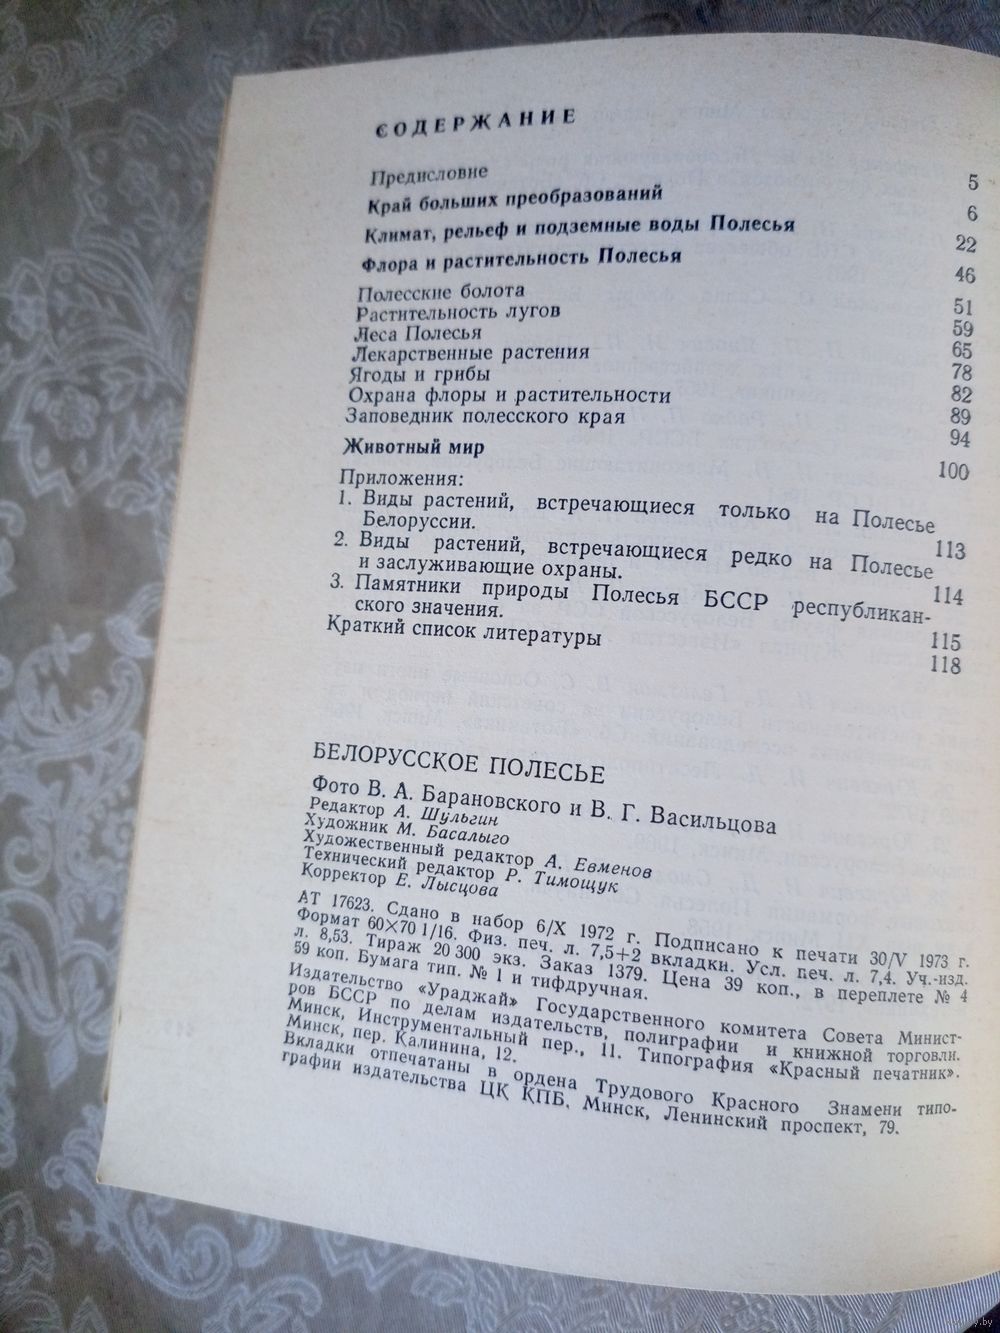 СОДЕРЖАНИЕ
Предисловие 5
Край больших преобразований 6
Климат, рельеф и подземные воды Полесья 22
Флора и растительность Полесья 46
Полесские болота 51
Растительность лугов 59
Леса Полесья 65
Лекарственные растения 78
Ягоды и грибы 82
Охрана флоры и растительности 89
Заповедник полесского края 94
Животный мир 100
Приложения:
1. Виды растений, встречающиеся только на Полесье
Белоруссии. 113
2. Виды растений, встречающиеся редко на Полесье
и заслуживающие охраны. 114
3. Памятники природы Полесья БССР республикан-
ского значения. 115
Краткий список литературы 118
БЕЛОРУССКОЕ ПОЛЕСЬЕ
Фото В. А. Барановского и В. Г. Васильцова
Редактор А. Шульгин
Художник М. Басалыго
Художественный редактор А. Евменов
Технический редактор Р. Тимощук
Корректор Е. Лысцова
АТ 17623. Сдано в набор 6/X 1972 г. Подписано к печати 30/V 1973 г.
Формат 60×70 1/16. Физ. печ. л. 7,5+2 вкладки. Усл. печ. л. 7,4. Уч.-изд.
л. 8,53. Тираж 20 300 экз. Заказ 1379. Цена 39 коп., в переплете № 4
59 коп. Бумага тип. № 1 и тифдручная.
Издательство «Ураджай» Государственного комитета Совета Минист-
ров БССР по делам издательств, полиграфии и книжной торговли.
Минск, Инструментальный пер., 11. Типография «Красный печатник».
Минск, пер. Калинина, 12.
Вкладки отпечатаны в ордена Трудового Красного Знамени типо-
графии издательства ЦК КПБ. Минск, Ленинский проспект, 79.